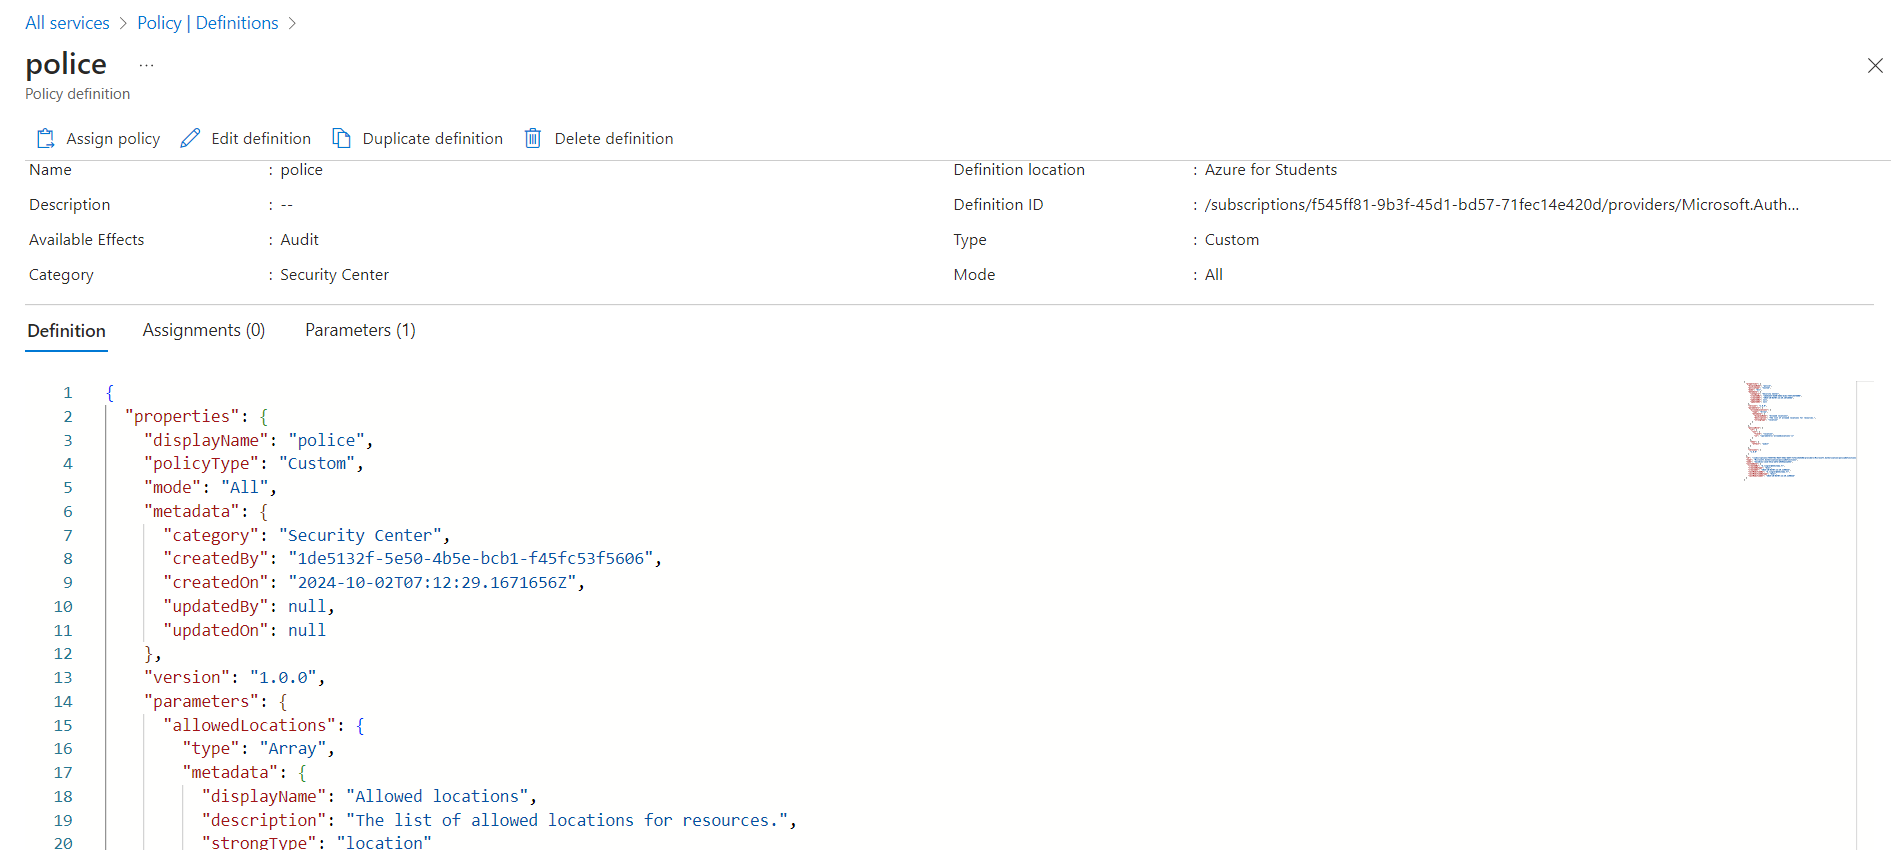 All services > Policy | Definitions >
police ...
Policy definition
Assign policy Edit definition Duplicate definition Delete definition
Name : police Definition location : Azure for Students
Description : -- Definition ID : /subscriptions/f545ff81-9b3f-45d1-bd57-71fec14e420d/providers/Microsoft.Auth...
Available Effects : Audit Type : Custom
Category : Security Center Mode : All
Definition Assignments (0) Parameters (1)
1 {
2 "properties": {
3 "displayName": "police",
4 "policyType": "Custom",
5 "mode": "All",
6 "metadata": {
7 "category": "Security Center",
8 "createdBy": "1de5132f-5e50-4b5e-bcb1-f45fc53f5606",
9 "createdOn": "2024-10-02T07:12:29.1671656Z",
10 "updatedBy": null,
11 "updatedOn": null
12 },
13 "version": "1.0.0",
14 "parameters": {
15 "allowedLocations": {
16 "type": "Array",
17 "metadata": {
18 "displayName": "Allowed locations",
19 "description": "The list of allowed locations for resources.",
20 "strongType": "location"